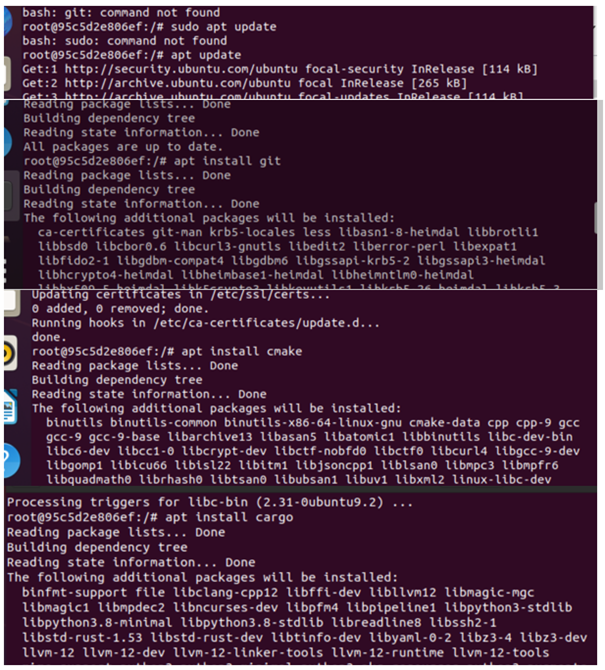 bash: git: command not found
root@95c5d2e806ef:/# sudo apt update
bash: sudo: command not found
root@95c5d2e806ef:/# apt update
Get:1 http://security.ubuntu.com/ubuntu focal-security InRelease [114 kB]
Get:2 http://archive.ubuntu.com/ubuntu focal InRelease [265 kB]
Get:3 http://archive.ubuntu.com/ubuntu focal-updates InRelease [114 kB]
Reading package lists... Done
Building dependency tree
Reading state information... Done
All packages are up to date.
root@95c5d2e806ef:/# apt install git
Reading package lists... Done
Building dependency tree
Reading state information... Done
The following additional packages will be installed:
ca-certificates git-man krb5-locales less libasn1-8-heimdal libbrotli1
libbsd0 libcbor0.6 libcurl3-gnutls libedit2 liberror-perl libexpat1
libfido2-1 libgdbm-compat4 libgdbm6 libgssapi-krb5-2 libgssapi3-heimdal
libhcrypto4-heimdal libheimbase1-heimdal libheimntlm0-heimdal
libhx509-5-heimdal libk5crypto3 libkeyutils1 libkrb5-26-heimdal libkrb5-3
Updating certificates in /etc/ssl/certs...
0 added, 0 removed; done.
Running hooks in /etc/ca-certificates/update.d...
done.
root@95c5d2e806ef:/# apt install cmake
Reading package lists... Done
Building dependency tree
Reading state information... Done
The following additional packages will be installed:
binutils binutils-common binutils-x86-64-linux-gnu cmake-data cpp cpp-9 gcc
gcc-9 gcc-9-base libarchive13 libasan5 libatomic1 libbinutils libc-dev-bin
libc6-dev libcc1-0 libcrypt-dev libctf-nobfd0 libctf0 libcurl4 libgcc-9-dev
libgomp1 libicu66 libisl22 libitm1 libjsoncpp1 liblsan0 libmpc3 libmpfr6
libquadmath0 librhash0 libtsan0 libubsan1 libuv1 libxml2 linux-libc-dev
Processing triggers for libc-bin (2.31-0ubuntu9.2) ...
root@95c5d2e806ef:/# apt install cargo
Reading package lists... Done
Building dependency tree
Reading state information... Done
The following additional packages will be installed:
binfmt-support file libclang-cpp12 libffi-dev libllvm12 libmagic-mgc
libmagic1 libmpdec2 libncurses-dev libpfm4 libpipeline1 libpython3-stdlib
libpython3.8-minimal libpython3.8-stdlib libreadline8 libssh2-1
libstd-rust-1.53 libstd-rust-dev libtinfo-dev libyaml-0-2 libz3-4 libz3-dev
llvm-12 llvm-12-dev llvm-12-linker-tools llvm-12-runtime llvm-12-tools